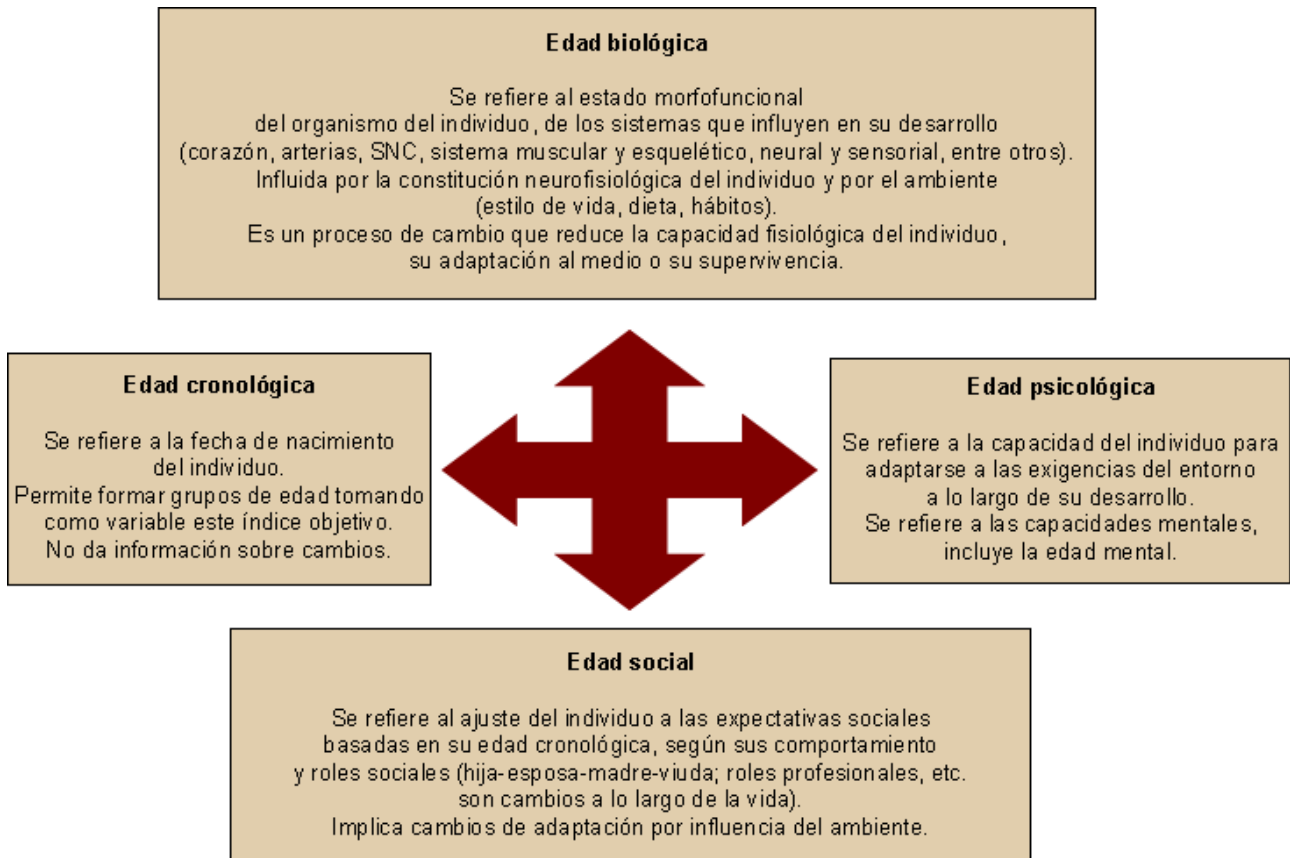 Edad biológica
Se refiere al estado morfofuncional
del organismo del individuo, de los sistemas que influyen en su desarrollo
(corazón, arterias, SNC, sistema muscular y esquelético, neural y sensorial, entre otros).
Influida por la constitución neurofisiológica del individuo y por el ambiente
(estilo de vida, dieta, hábitos).
Es un proceso de cambio que reduce la capacidad fisiológica del individuo,
su adaptación al medio o su supervivencia.
Edad cronológica
Se refiere a la fecha de nacimiento
del individuo.
Permite formar grupos de edad tomando
como variable este índice objetivo.
No da información sobre cambios.
Edad psicológica
Se refiere a la capacidad del individuo para
adaptarse a las exigencias del entorno
a lo largo de su desarrollo.
Se refiere a las capacidades mentales,
incluye la edad mental.
Edad social
Se refiere al ajuste del individuo a las expectativas sociales
basadas en su edad cronológica, según sus comportamiento
y roles sociales (hija-esposa-madre-viuda; roles profesionales, etc.
son cambios a lo largo de la vida).
Implica cambios de adaptación por influencia del ambiente.